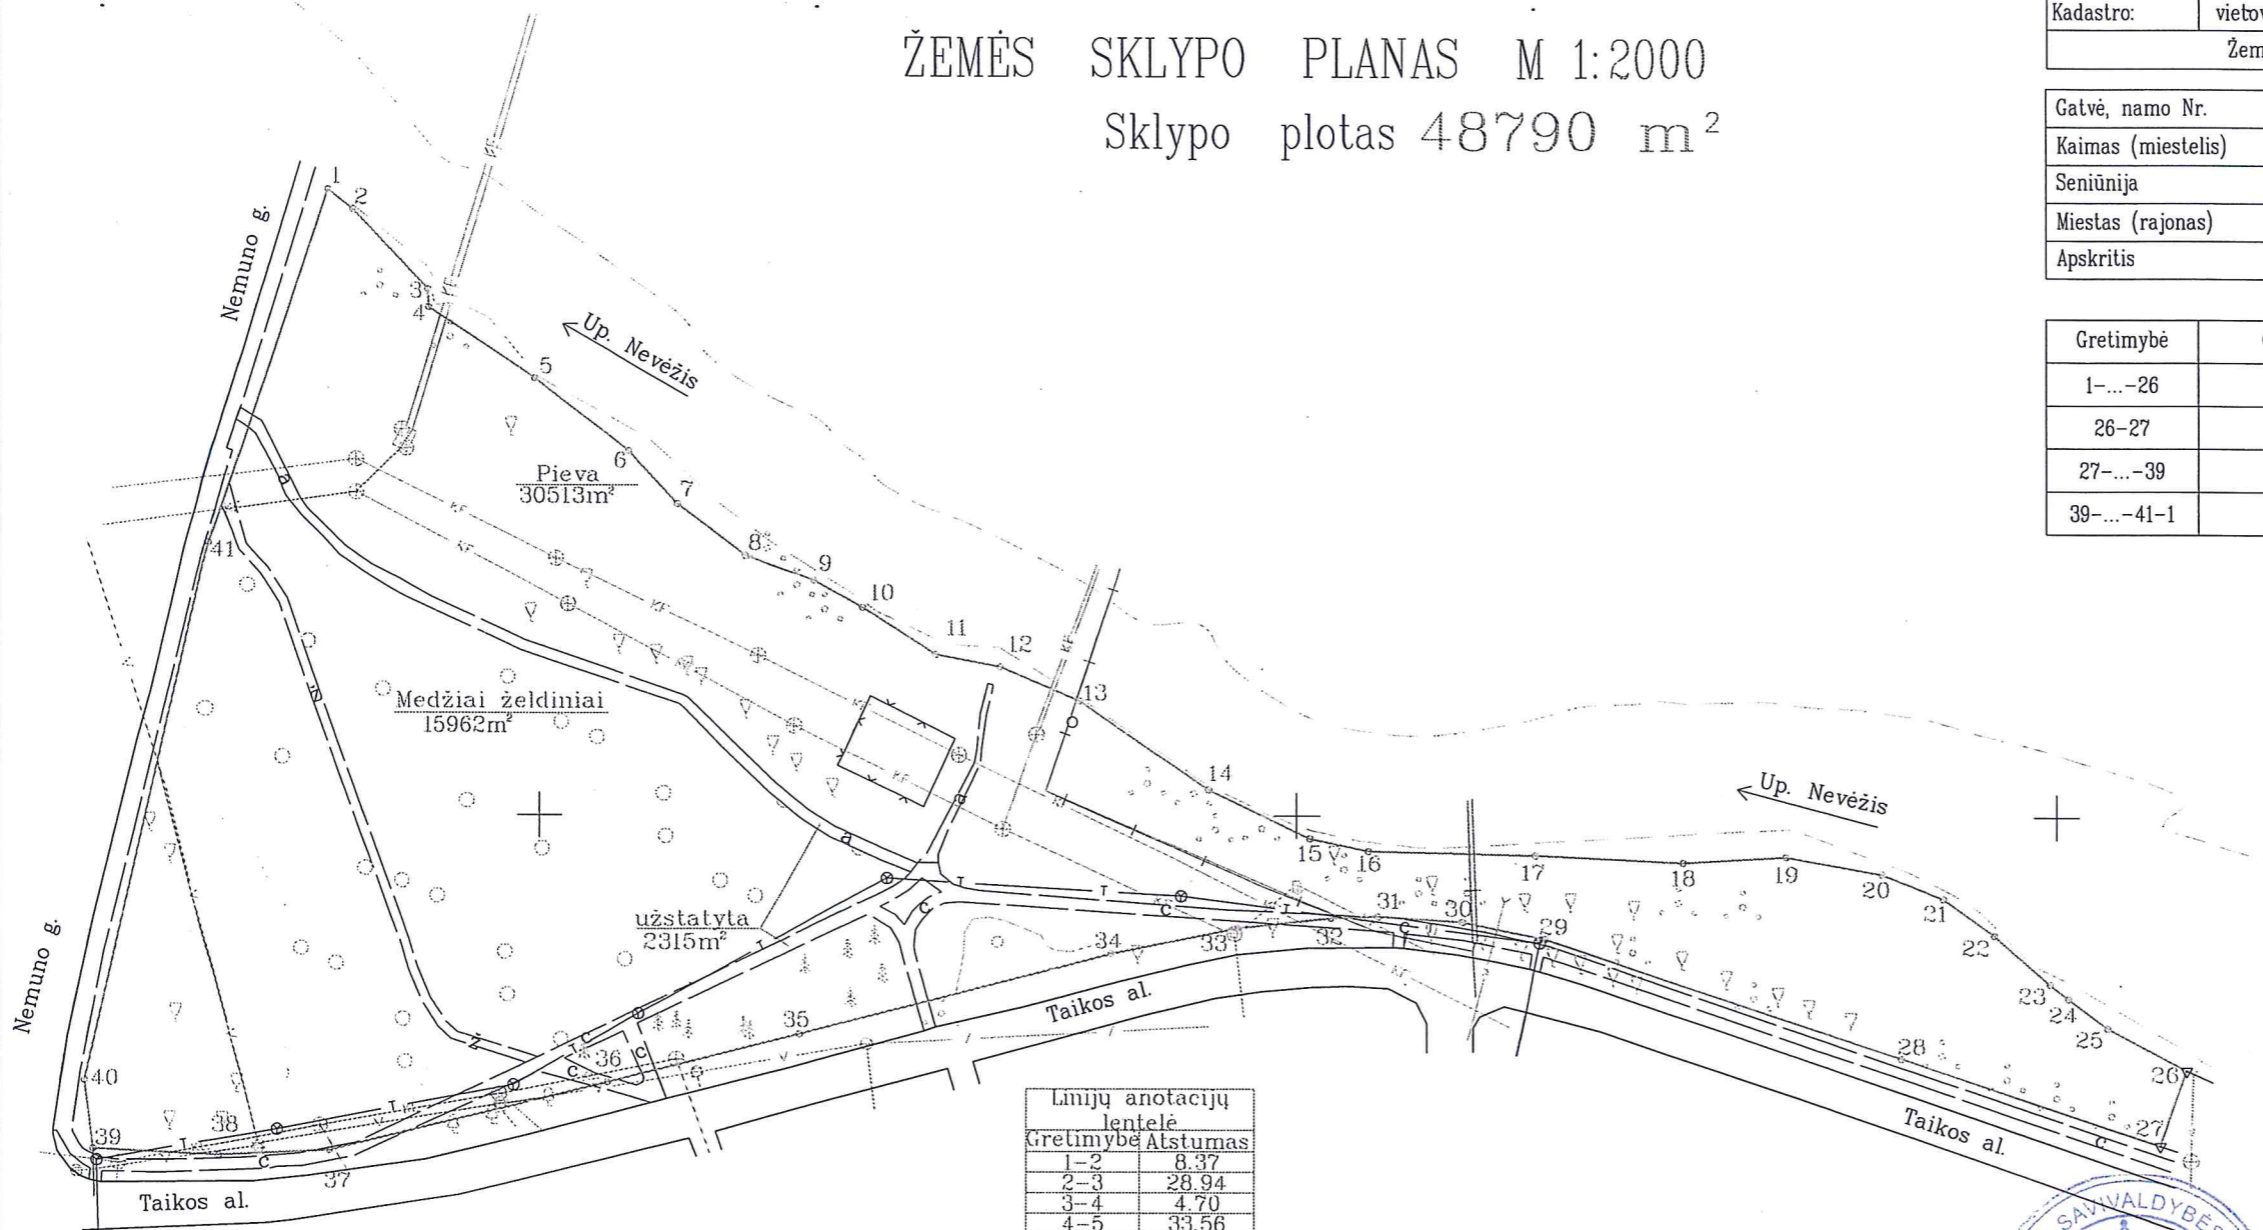 ŽEMĖS SKLYPO PLANAS M 1:2000
Sklypo plotas 48790 m²
Kadastro:
Gatvė, namo Nr.
Kaimas (miestelis)
Seniūnija
Miestas (rajonas)
Apskritis
Gretimybė
1-...-26
26-27
27-...-39
39-...-41-1
Nemuno g.
Up. Nevėžis
1
2
3
4
5
6
7
8
9
10
11
12
13
14
15
16
17
18
19
20
21
22
23
24
25
26
27
28
29
30
31
32
33
34
35
36
37
38
39
40
41
Pieva
30513m²
Medžiai želdiniai
15962m²
užstatyta
2315m²
Up. Nevėžis
Nemuno g.
Taikos al.
Taikos al.
Taikos al.
Linijų anotacijų
lentelė
Gretimybė Atstumas
1-2 8.37
2-3 28.94
3-4 4.70
4-5 33.56
SAVIVALDYBĖS